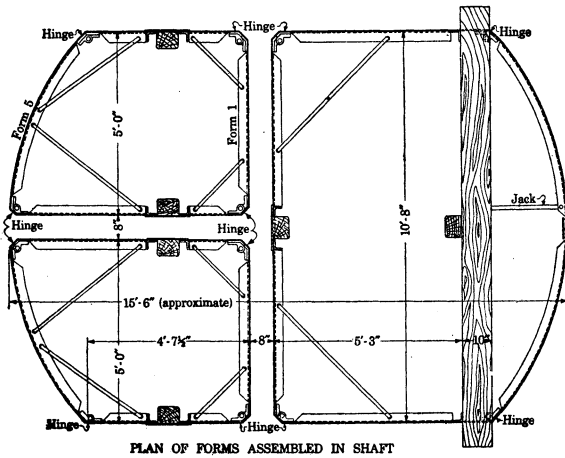 Hinge
Hinge
Hinge
Form 5
5'-0"
Form 1
Jack
Hinge
8"
Hinge
10'-8"
15'-6" (approximate)
4'-7½"
8"
5'-3"
10"
5'-0"
Hinge
Hinge
Hinge
PLAN OF FORMS ASSEMBLED IN SHAFT